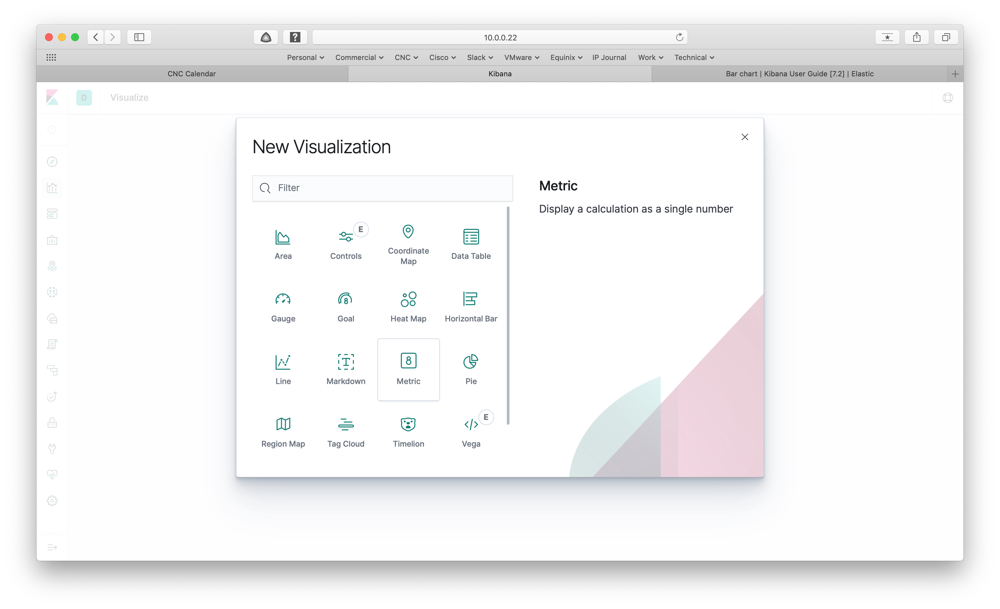 10.0.0.22
Personal Commercial CNC Cisco Slack VMware Equinix IP Journal Work Technical
CNC Calendar
Kibana
Bar chart | Kibana User Guide [7.2] | Elastic
D
Visualize
New Visualization
Filter
Metric
Display a calculation as a single number
E
Area
Controls
Coordinate
Map
Data Table
8
Gauge
Goal
Heat Map
Horizontal Bar
T
8
Line
Markdown
Metric
Pie
E
Region Map
Tag Cloud
Timelion
Vega